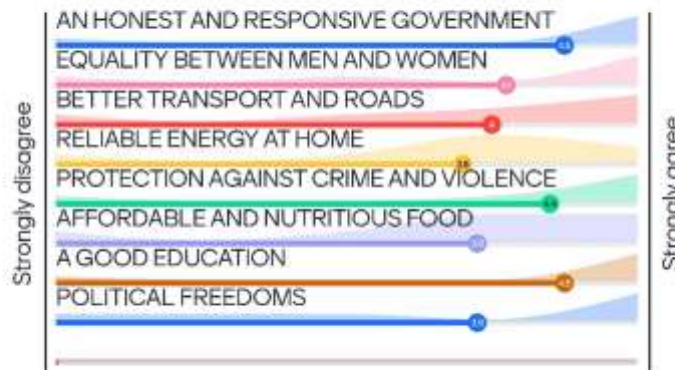 AN HONEST AND RESPONSIVE GOVERNMENT
EQUALITY BETWEEN MEN AND WOMEN
BETTER TRANSPORT AND ROADS
RELIABLE ENERGY AT HOME
PROTECTION AGAINST CRIME AND VIOLENCE
AFFORDABLE AND NUTRITIOUS FOOD
A GOOD EDUCATION
POLITICAL FREEDOMS
Strongly disagree
Strongly agree